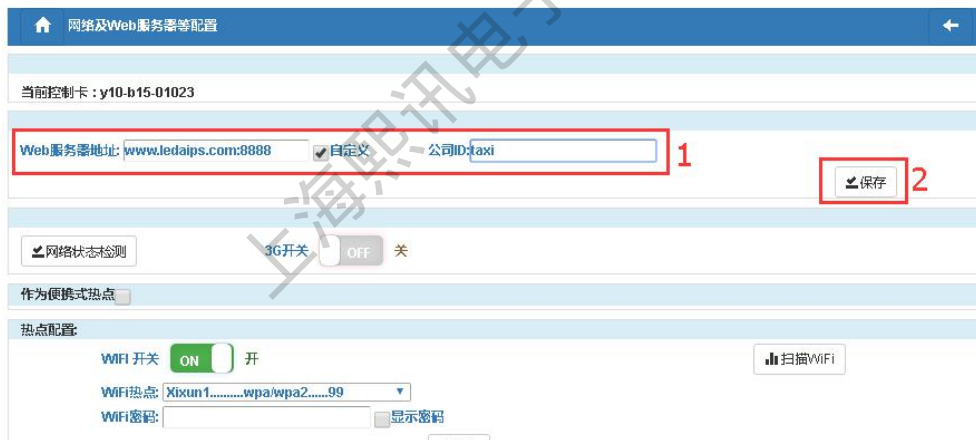 网络及Web服务器等配置
当前控制卡：y10-b15-01023
Web服务器地址: www.ledaips.com:8888 自定义 公司ID: taxi 1
保存 2
网络状态检测 3G开关 OFF 关
作为便携式热点
热点配置:
WIFI 开关 ON 开 扫描WiFi
WiFi热点: Xixun1..........wpa/wpa2......99
WiFi密码: 显示密码
上海熙讯电子